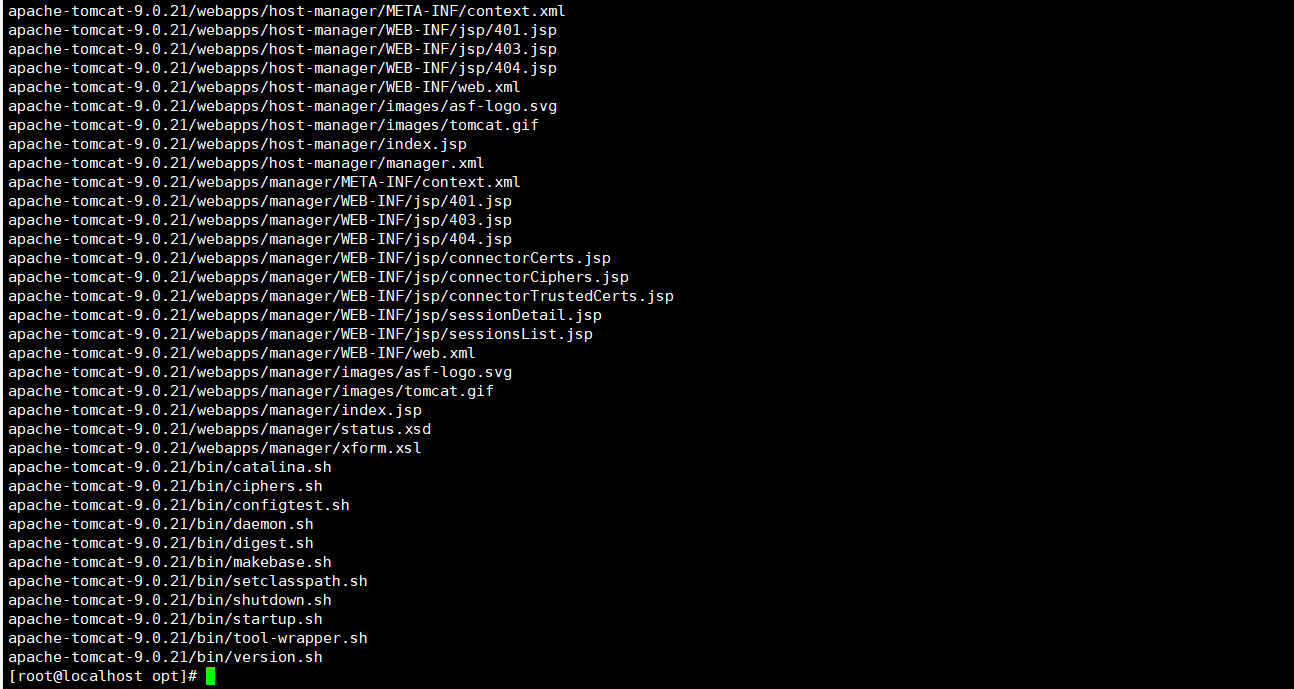 apache-tomcat-9.0.21/webapps/host-manager/META-INF/context.xml
apache-tomcat-9.0.21/webapps/host-manager/WEB-INF/jsp/401.jsp
apache-tomcat-9.0.21/webapps/host-manager/WEB-INF/jsp/403.jsp
apache-tomcat-9.0.21/webapps/host-manager/WEB-INF/jsp/404.jsp
apache-tomcat-9.0.21/webapps/host-manager/WEB-INF/web.xml
apache-tomcat-9.0.21/webapps/host-manager/images/asf-logo.svg
apache-tomcat-9.0.21/webapps/host-manager/images/tomcat.gif
apache-tomcat-9.0.21/webapps/host-manager/index.jsp
apache-tomcat-9.0.21/webapps/host-manager/manager.xml
apache-tomcat-9.0.21/webapps/manager/META-INF/context.xml
apache-tomcat-9.0.21/webapps/manager/WEB-INF/jsp/401.jsp
apache-tomcat-9.0.21/webapps/manager/WEB-INF/jsp/403.jsp
apache-tomcat-9.0.21/webapps/manager/WEB-INF/jsp/404.jsp
apache-tomcat-9.0.21/webapps/manager/WEB-INF/jsp/connectorCerts.jsp
apache-tomcat-9.0.21/webapps/manager/WEB-INF/jsp/connectorCiphers.jsp
apache-tomcat-9.0.21/webapps/manager/WEB-INF/jsp/connectorTrustedCerts.jsp
apache-tomcat-9.0.21/webapps/manager/WEB-INF/jsp/sessionDetail.jsp
apache-tomcat-9.0.21/webapps/manager/WEB-INF/jsp/sessionsList.jsp
apache-tomcat-9.0.21/webapps/manager/WEB-INF/web.xml
apache-tomcat-9.0.21/webapps/manager/images/asf-logo.svg
apache-tomcat-9.0.21/webapps/manager/images/tomcat.gif
apache-tomcat-9.0.21/webapps/manager/index.jsp
apache-tomcat-9.0.21/webapps/manager/status.xsd
apache-tomcat-9.0.21/webapps/manager/xform.xsl
apache-tomcat-9.0.21/bin/catalina.sh
apache-tomcat-9.0.21/bin/ciphers.sh
apache-tomcat-9.0.21/bin/configtest.sh
apache-tomcat-9.0.21/bin/daemon.sh
apache-tomcat-9.0.21/bin/digest.sh
apache-tomcat-9.0.21/bin/makebase.sh
apache-tomcat-9.0.21/bin/setclasspath.sh
apache-tomcat-9.0.21/bin/shutdown.sh
apache-tomcat-9.0.21/bin/startup.sh
apache-tomcat-9.0.21/bin/tool-wrapper.sh
apache-tomcat-9.0.21/bin/version.sh
[root@localhost opt]#